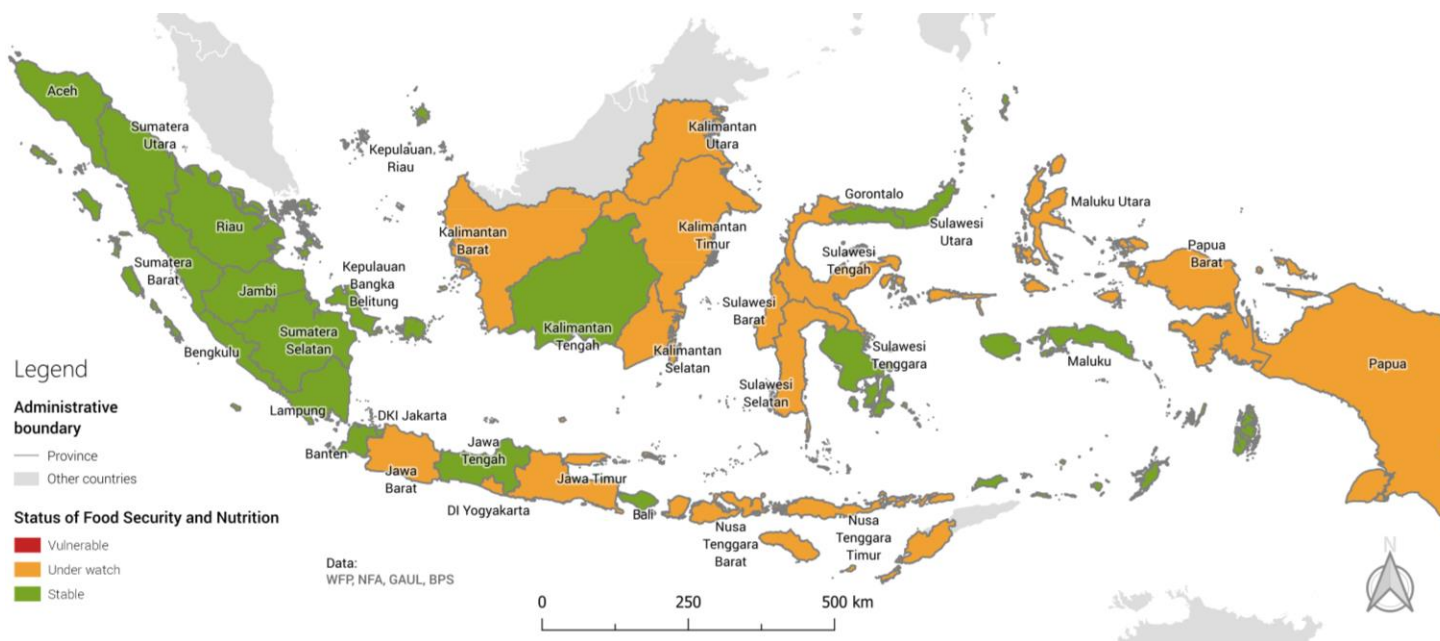 Aceh
Sumatera
Utara
Kepulauan
Riau
Riau
Sumatera
Barat
Jambi
Kepulauan
Bangka
Belitung
Sumatera
Selatan
Bengkulu
Lampung
Kalimantan
Utara
Kalimantan
Barat
Kalimantan
Timur
Kalimantan
Tengah
Kalimantan
Selatan
Gorontalo
Sulawesi
Utara
Sulawesi
Tengah
Sulawesi
Barat
Sulawesi
Tenggara
Sulawesi
Selatan
Maluku Utara
Papua
Barat
Maluku
Papua
DKI Jakarta
Banten
Jawa
Barat
Jawa
Tengah
DI Yogyakarta
Jawa Timur
Bali
Nusa
Tenggara
Barat
Nusa
Tenggara
Timur
Legend
Administrative
boundary
Province
Other countries
Status of Food Security and Nutrition
Vulnerable
Under watch
Stable
Data:
WFP, NFA, GAUL, BPS
0 250 500 km
N